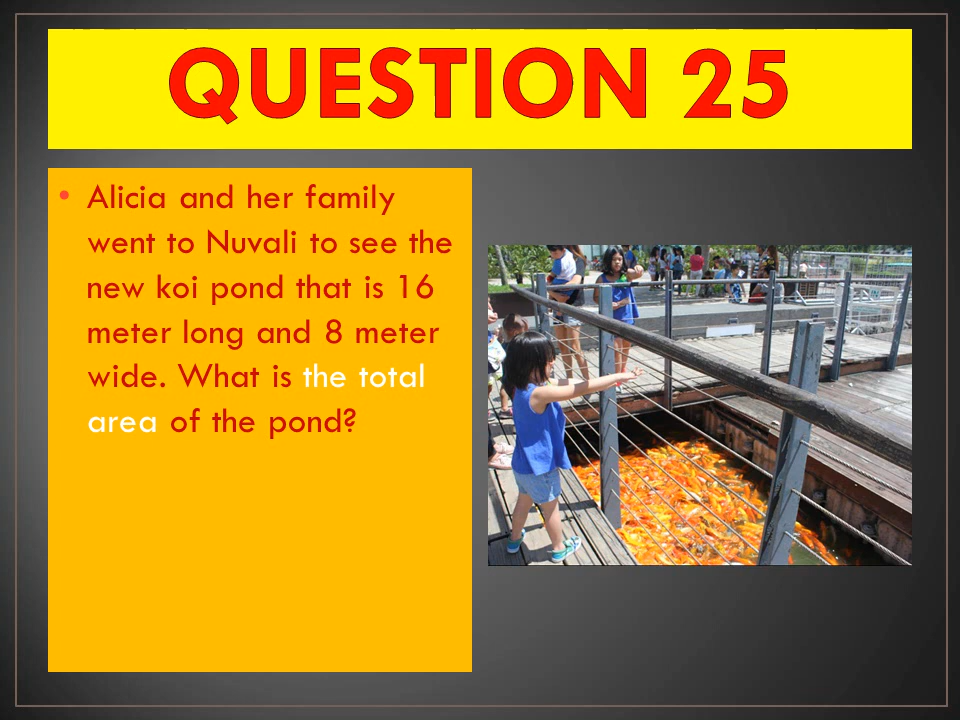 QUESTION 25
• Alicia and her family
went to Nuvali to see the
new koi pond that is 16
meter long and 8 meter
wide. What is the total
area of the pond?